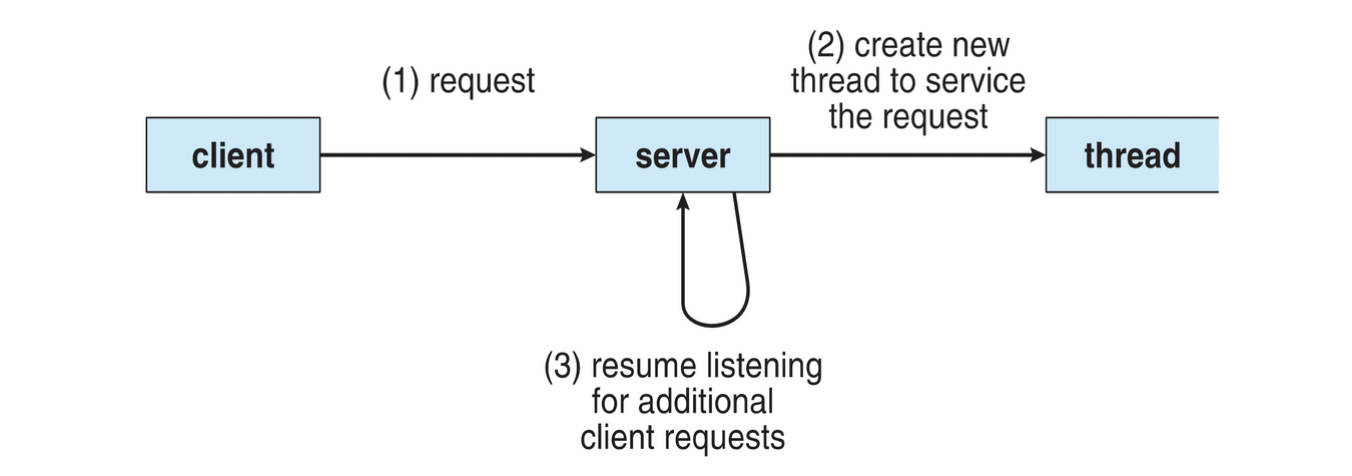 (1) request
(2) create new
thread to service
the request
client
server
thread
(3) resume listening
for additional
client requests